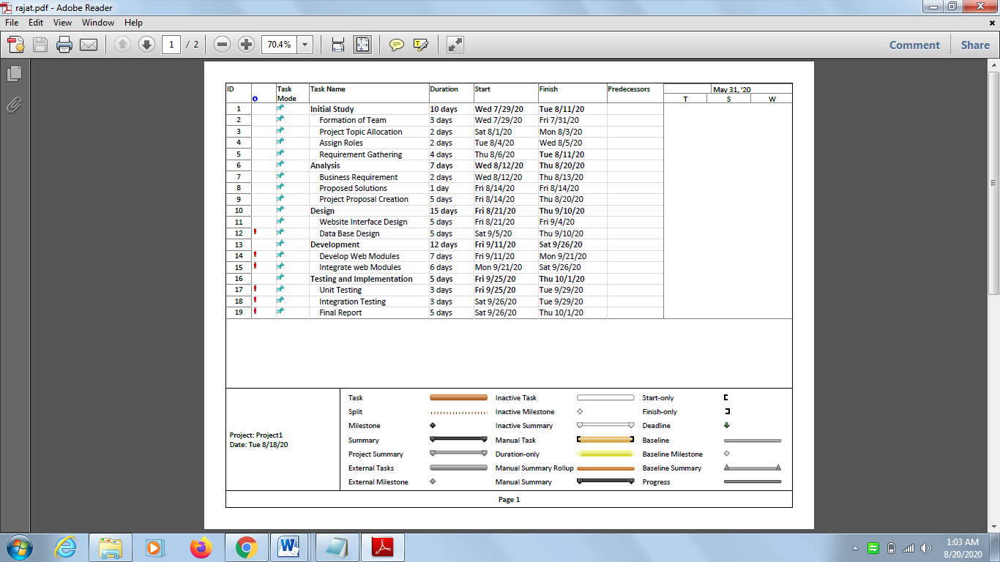 rajat.pdf - Adobe Reader
File Edit View Window Help
1 / 2 70.4% Comment Share
ID Task Mode Task Name Duration Start Finish Predecessors May 31, '20
T S W
1 Initial Study 10 days Wed 7/29/20 Tue 8/11/20
2 Formation of Team 3 days Wed 7/29/20 Fri 7/31/20
3 Project Topic Allocation 2 days Sat 8/1/20 Mon 8/3/20
4 Assign Roles 2 days Tue 8/4/20 Wed 8/5/20
5 Requirement Gathering 4 days Thu 8/6/20 Tue 8/11/20
6 Analysis 7 days Wed 8/12/20 Thu 8/20/20
7 Business Requirement 2 days Wed 8/12/20 Thu 8/13/20
8 Proposed Solutions 1 day Fri 8/14/20 Fri 8/14/20
9 Project Proposal Creation 5 days Fri 8/14/20 Thu 8/20/20
10 Design 15 days Fri 8/21/20 Thu 9/10/20
11 Website Interface Design 5 days Fri 8/21/20 Fri 9/4/20
12 Data Base Design 5 days Sat 9/5/20 Thu 9/10/20
13 Development 12 days Fri 9/11/20 Sat 9/26/20
14 Develop Web Modules 7 days Fri 9/11/20 Mon 9/21/20
15 Integrate web Modules 6 days Mon 9/21/20 Sat 9/26/20
16 Testing and Implementation 5 days Fri 9/25/20 Thu 10/1/20
17 Unit Testing 3 days Fri 9/25/20 Tue 9/29/20
18 Integration Testing 3 days Sat 9/26/20 Tue 9/29/20
19 Final Report 5 days Sat 9/26/20 Thu 10/1/20
Project: Project1
Date: Tue 8/18/20
Task Inactive Task Start-only
Split Inactive Milestone Finish-only
Milestone Inactive Summary Deadline
Summary Manual Task Baseline
Project Summary Duration-only Baseline Milestone
External Tasks Manual Summary Rollup Baseline Summary
External Milestone Manual Summary Progress
Page 1
1:03 AM
8/20/2020